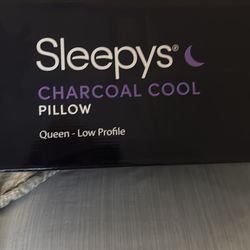 Sleepys®
CHARCOAL COOL
PILLOW
Queen - Low Profile